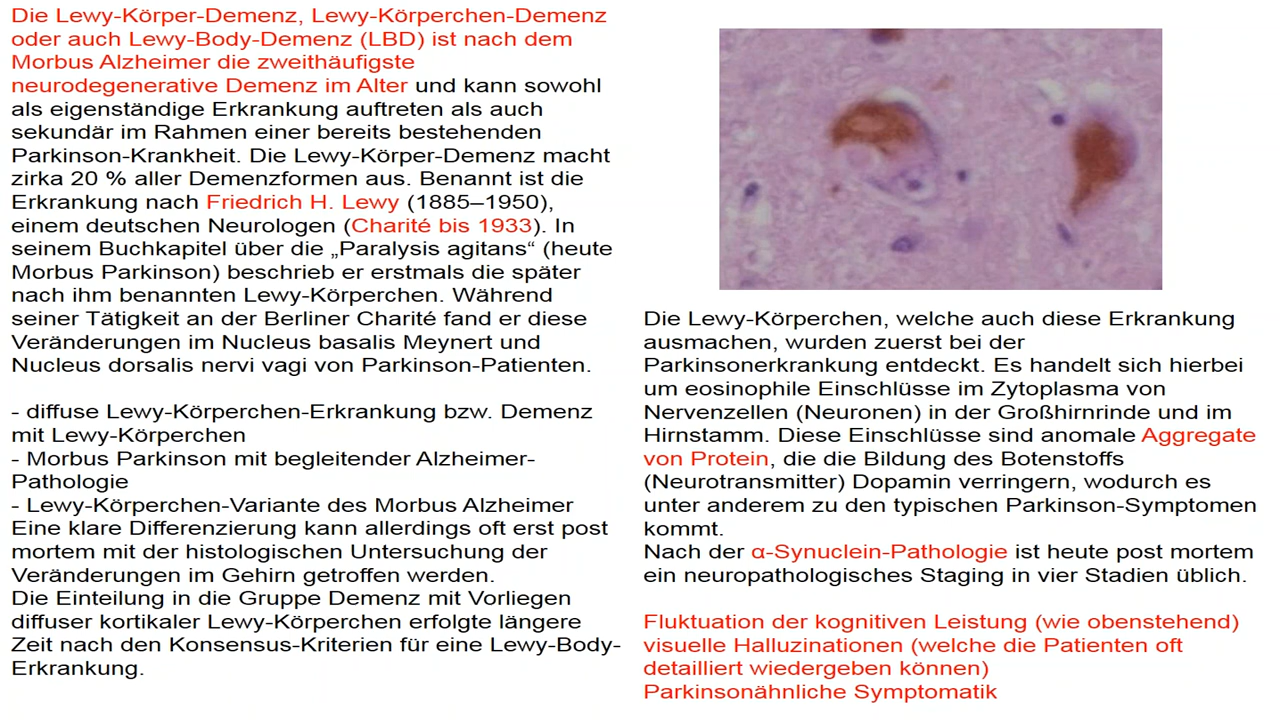 Die Lewy-Körper-Demenz, Lewy-Körperchen-Demenz
oder auch Lewy-Body-Demenz (LBD) ist nach dem
Morbus Alzheimer die zweithäufigste
neurodegenerative Demenz im Alter und kann sowohl
als eigenständige Erkrankung auftreten als auch
sekundär im Rahmen einer bereits bestehenden
Parkinson-Krankheit. Die Lewy-Körper-Demenz macht
zirka 20 % aller Demenzformen aus. Benannt ist die
Erkrankung nach Friedrich H. Lewy (1885–1950),
einem deutschen Neurologen (Charité bis 1933). In
seinem Buchkapitel über die „Paralysis agitans“ (heute
Morbus Parkinson) beschrieb er erstmals die später
nach ihm benannten Lewy-Körperchen. Während
seiner Tätigkeit an der Berliner Charité fand er diese
Veränderungen im Nucleus basalis Meynert und
Nucleus dorsalis nervi vagi von Parkinson-Patienten.
- diffuse Lewy-Körperchen-Erkrankung bzw. Demenz
mit Lewy-Körperchen
- Morbus Parkinson mit begleitender Alzheimer-
Pathologie
- Lewy-Körperchen-Variante des Morbus Alzheimer
Eine klare Differenzierung kann allerdings oft erst post
mortem mit der histologischen Untersuchung der
Veränderungen im Gehirn getroffen werden.
Die Einteilung in die Gruppe Demenz mit Vorliegen
diffuser kortikaler Lewy-Körperchen erfolgte längere
Zeit nach den Konsensus-Kriterien für eine Lewy-Body-
Erkrankung.
Die Lewy-Körperchen, welche auch diese Erkrankung
ausmachen, wurden zuerst bei der
Parkinsonerkrankung entdeckt. Es handelt sich hierbei
um eosinophile Einschlüsse im Zytoplasma von
Nervenzellen (Neuronen) in der Großhirnrinde und im
Hirnstamm. Diese Einschlüsse sind anomale Aggregate
von Protein, die die Bildung des Botenstoffs
(Neurotransmitter) Dopamin verringern, wodurch es
unter anderem zu den typischen Parkinson-Symptomen
kommt.
Nach der α-Synuclein-Pathologie ist heute post mortem
ein neuropathologisches Staging in vier Stadien üblich.
Fluktuation der kognitiven Leistung (wie obenstehend)
visuelle Halluzinationen (welche die Patienten oft
detailliert wiedergeben können)
Parkinsonähnliche Symptomatik